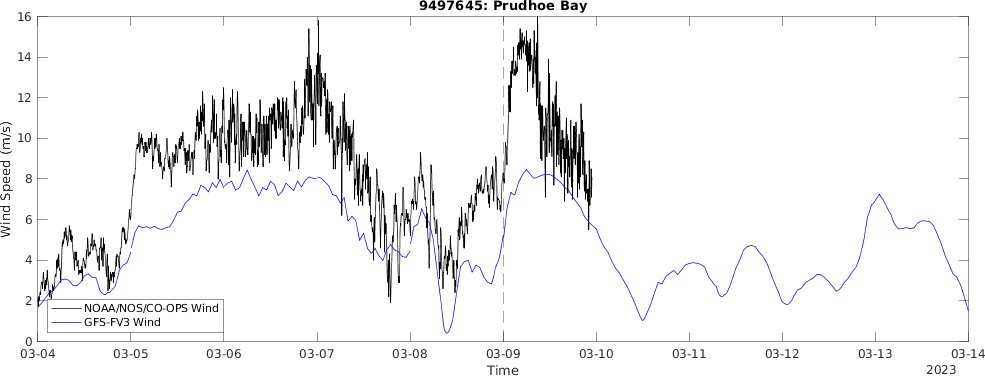 9497645: Prudhoe Bay
Wind Speed (m/s)
16
14
12
10
8
6
4
2
0
NOAA/NOS/CO-OPS Wind
GFS-FV3 Wind
03-04 03-05 03-06 03-07 03-08 03-09 03-10 03-11 03-12 03-13 03-14
Time
2023